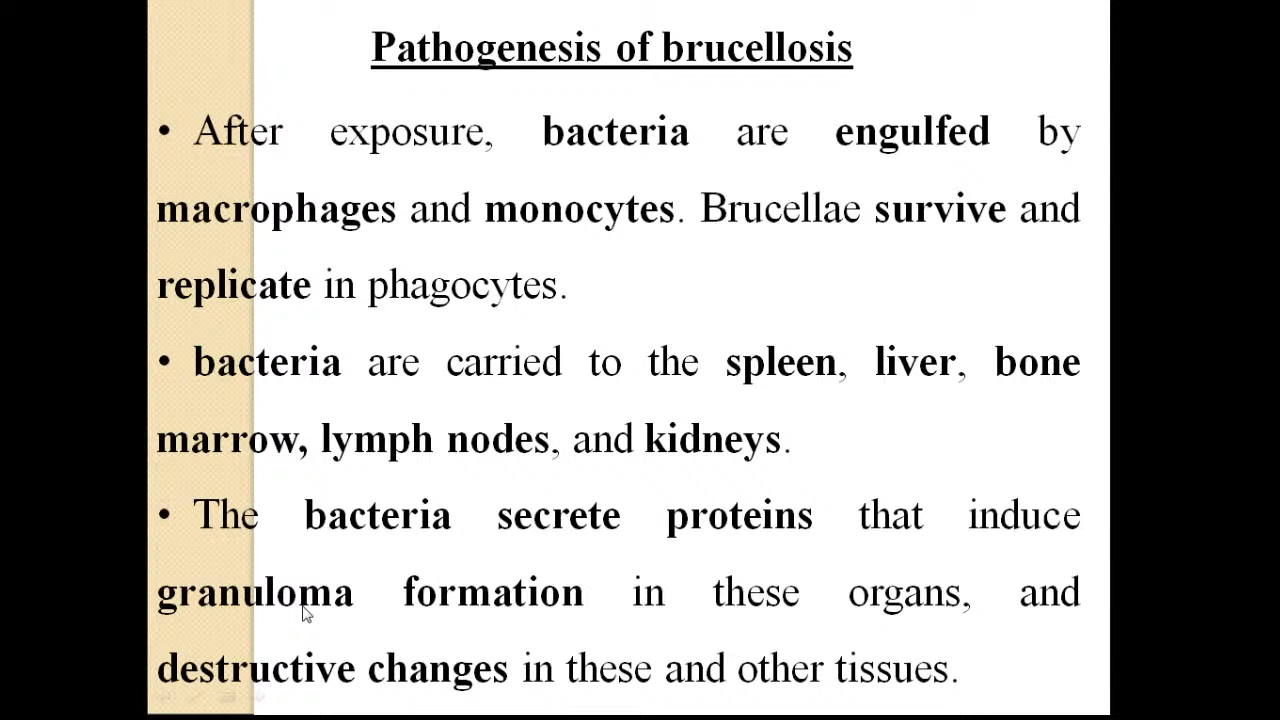 Pathogenesis of brucellosis
• After exposure, bacteria are engulfed by
macrophages and monocytes. Brucellae survive and
replicate in phagocytes.
• bacteria are carried to the spleen, liver, bone
marrow, lymph nodes, and kidneys.
• The bacteria secrete proteins that induce
granuloma formation in these organs, and
destructive changes in these and other tissues.